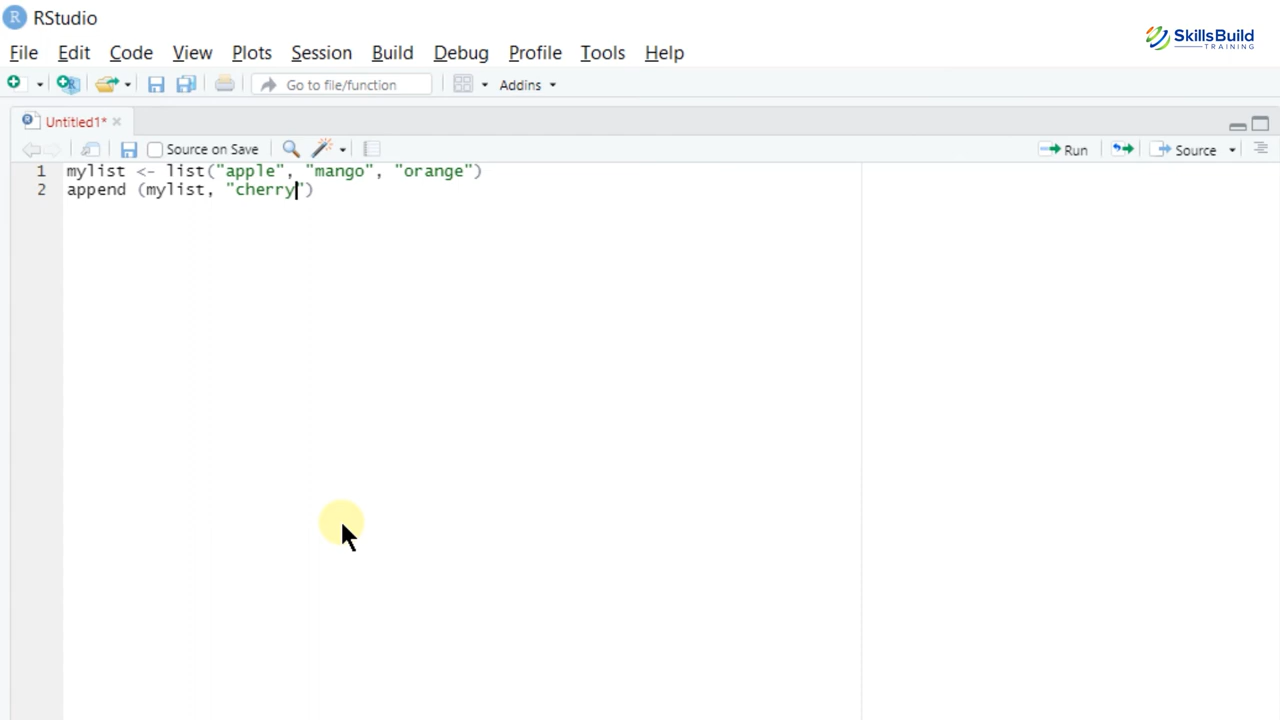 RStudio
File Edit Code View Plots Session Build Debug Profile Tools Help
SkillsBuild
TRAINING
Go to file/function Addins
Untitled1*
Source on Save Run Source
1 mylist <- list("apple", "mango", "orange")
2 append (mylist, "cherry")